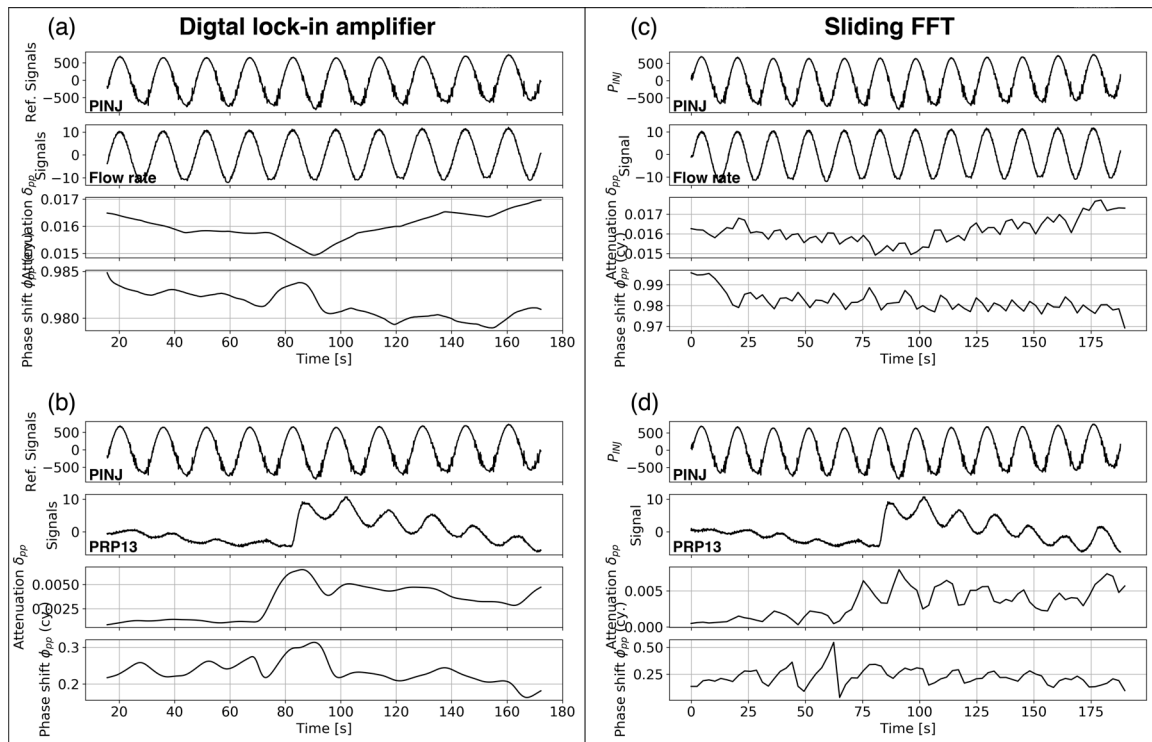 (a) Digtal lock-in amplifier
Ref. Signals
500
0
−500
PINJ
Signals
10
0
−10
Flow rate
Attenuation δpp
0.017
0.016
0.015
Phase shift ϕpp (cy.)
0.985
0.980
20 40 60 80 100 120 140 160 180
Time [s]
(b)
Ref. Signals
500
0
−500
PINJ
Signals
10
0
PRP13
Attenuation δpp
0.0050
0.0025
Phase shift ϕpp (cy.)
0.3
0.2
20 40 60 80 100 120 140 160 180
Time [s]
(c) Sliding FFT
PINJ
500
0
−500
PINJ
Signal
10
0
−10
Flow rate
Attenuation δpp
0.017
0.016
0.015
Phase shift ϕpp (cy.)
0.99
0.98
0.97
0 25 50 75 100 125 150 175
Time [s]
(d)
PINJ
500
0
−500
PINJ
Signal
10
0
PRP13
Attenuation δpp
0.005
0.000
Phase shift ϕpp (cy.)
0.50
0.25
0 25 50 75 100 125 150 175
Time [s]